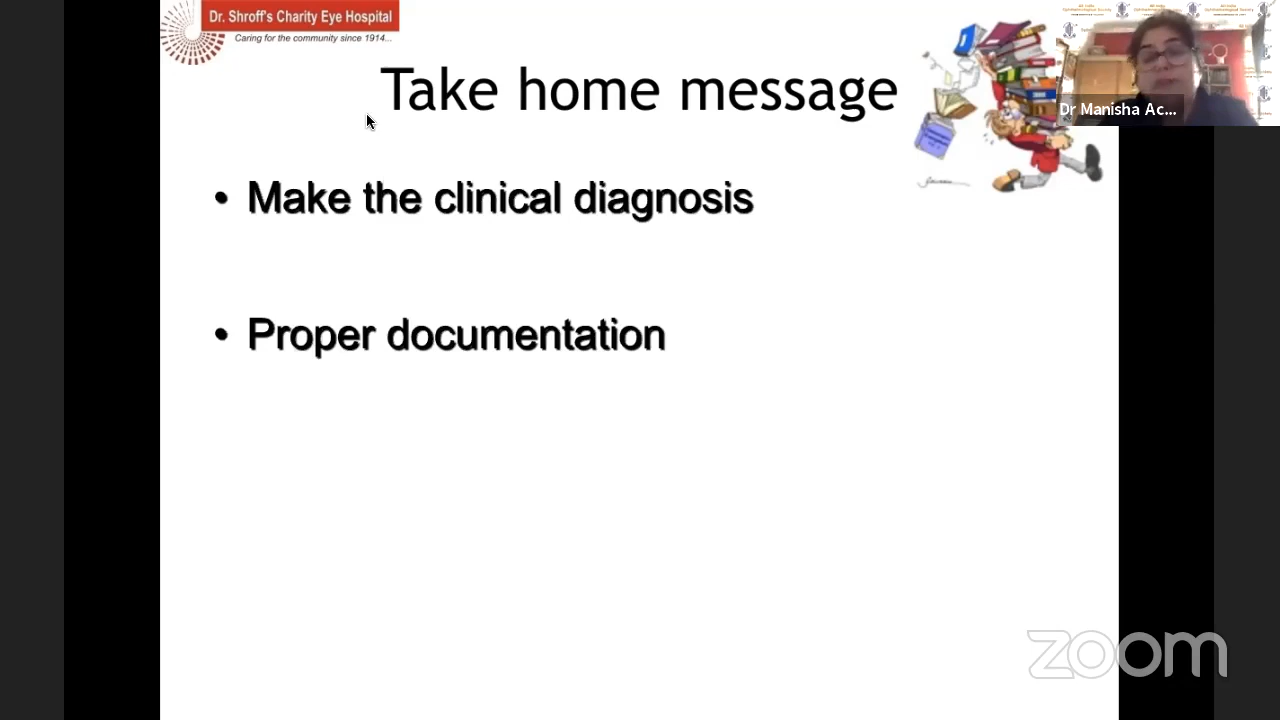 Dr. Shroff's Charity Eye Hospital
Caring for the community since 1914...
Take home message
Dr Manisha Ac...
• Make the clinical diagnosis
• Proper documentation
zoom